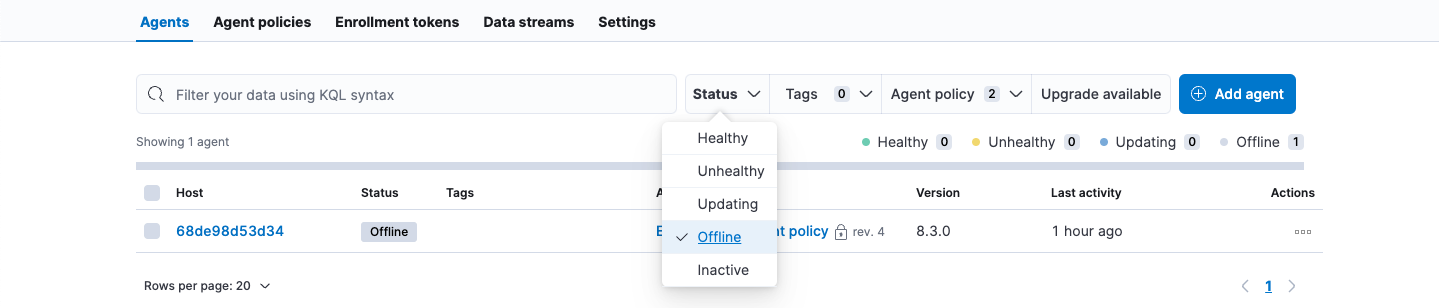 Agents Agent policies Enrollment tokens Data streams Settings
Filter your data using KQL syntax Status Tags 0 Agent policy 2 Upgrade available Add agent
Healthy
Unhealthy
Updating
Offline
Inactive
Showing 1 agent Healthy 0 Unhealthy 0 Updating 0 Offline 1
Host Status Tags Version Last activity Actions
68de98d53d34 Offline policy rev. 4 8.3.0 1 hour ago
Rows per page: 20 1